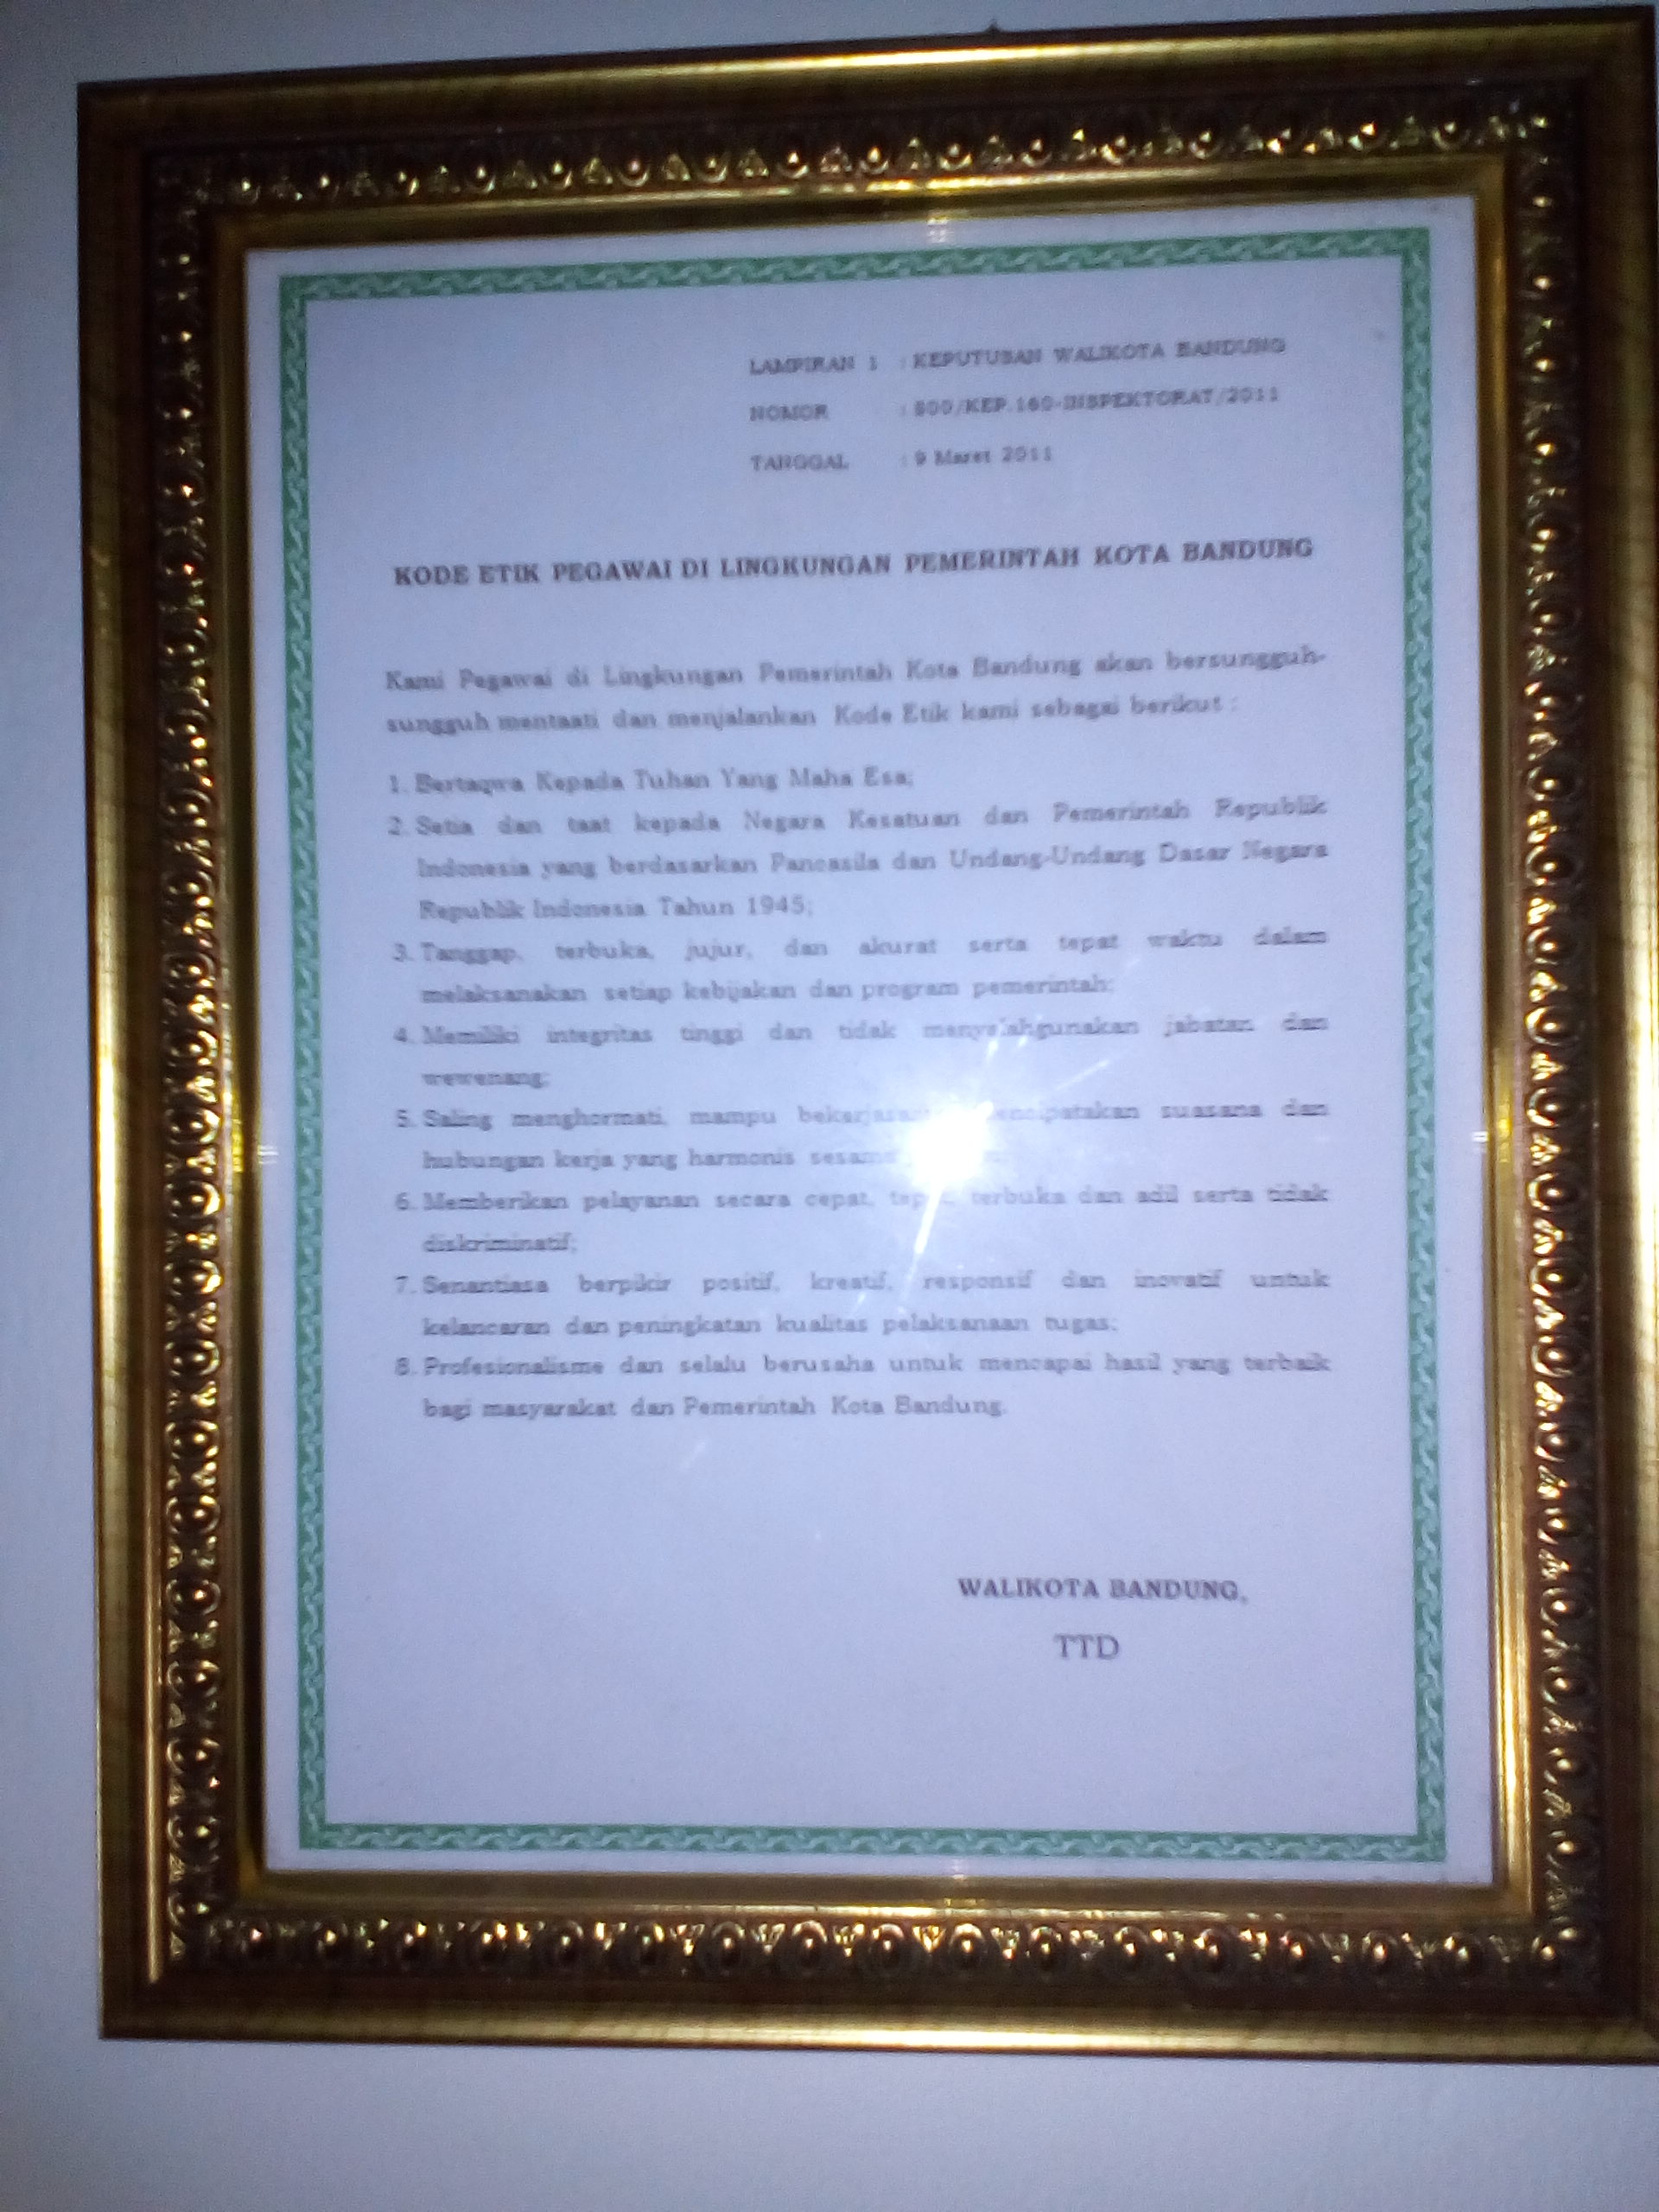 LAMPIRAN 1 : KEPUTUSAN WALIKOTA BANDUNG
NOMOR : 800/KEP.160-INSPEKTORAT/2011
TANGGAL : 9 Maret 2011
KODE ETIK PEGAWAI DI LINGKUNGAN PEMERINTAH KOTA BANDUNG
Kami Pegawai di Lingkungan Pemerintah Kota Bandung akan bersungguh-
sungguh mentaati dan menjalankan Kode Etik kami sebagai berikut :
1. Bertaqwa Kepada Tuhan Yang Maha Esa;
2. Setia dan taat kepada Negara Kesatuan dan Pemerintah Republik
Indonesia yang berdasarkan Pancasila dan Undang-Undang Dasar Negara
Republik Indonesia Tahun 1945;
3. Tanggap, terbuka, jujur, dan akurat serta tepat waktu dalam
melaksanakan setiap kebijakan dan program pemerintah;
4. Memiliki integritas tinggi dan tidak menyalahgunakan jabatan dan
wewenang;
5. Saling menghormati, mampu suasana dan
hubungan kerja yang harmonis sesama
6. Memberikan pelayanan secara cepat, terbuka dan adil serta tidak
diskriminatif;
7. Senantiasa berpikir positif, kreatif, responsif dan inovatif untuk
kelancaran dan peningkatan kualitas pelaksanaan tugas;
8. Profesionalisme dan selalu berusaha untuk mencapai hasil yang terbaik
bagi masyarakat dan Pemerintah Kota Bandung.
WALIKOTA BANDUNG,
TTD